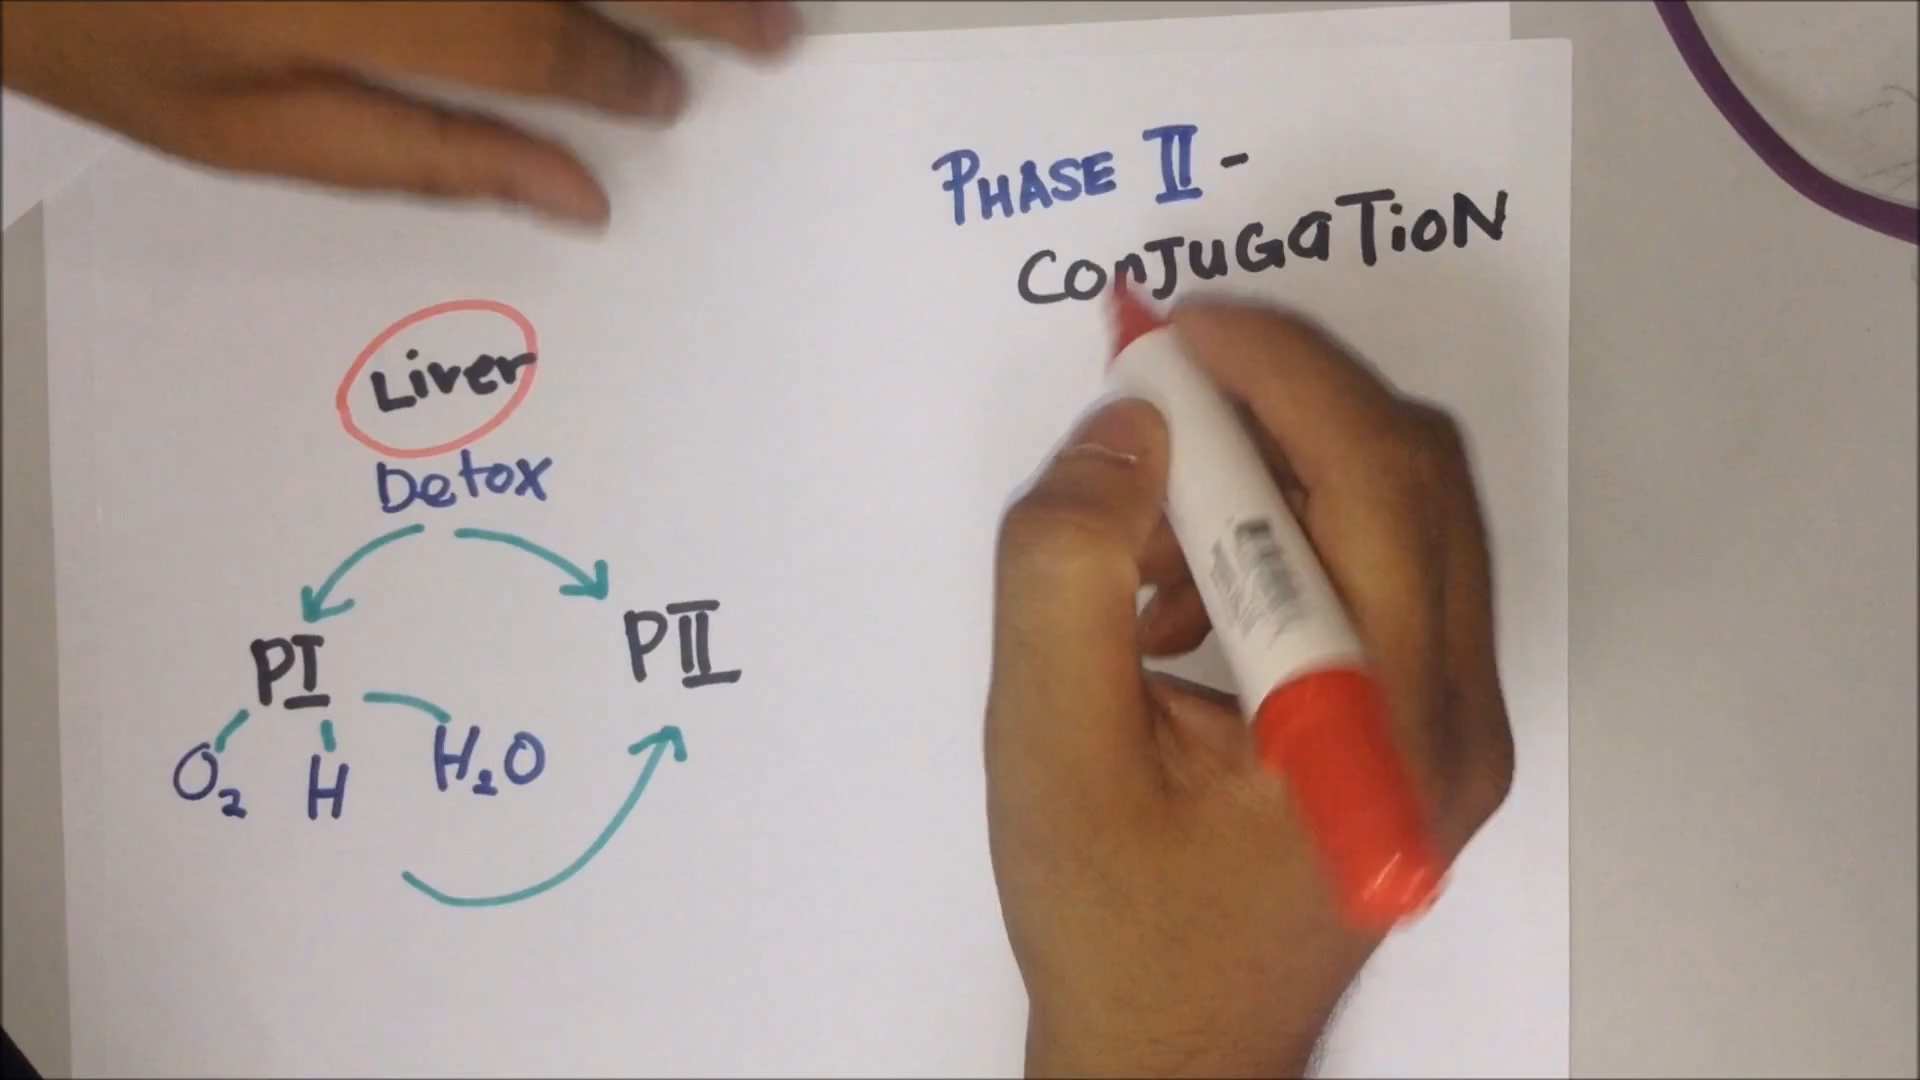 PHASE II -
CONJUGATION
Liver
Detox
PI
PII
O₂
H
H₂O